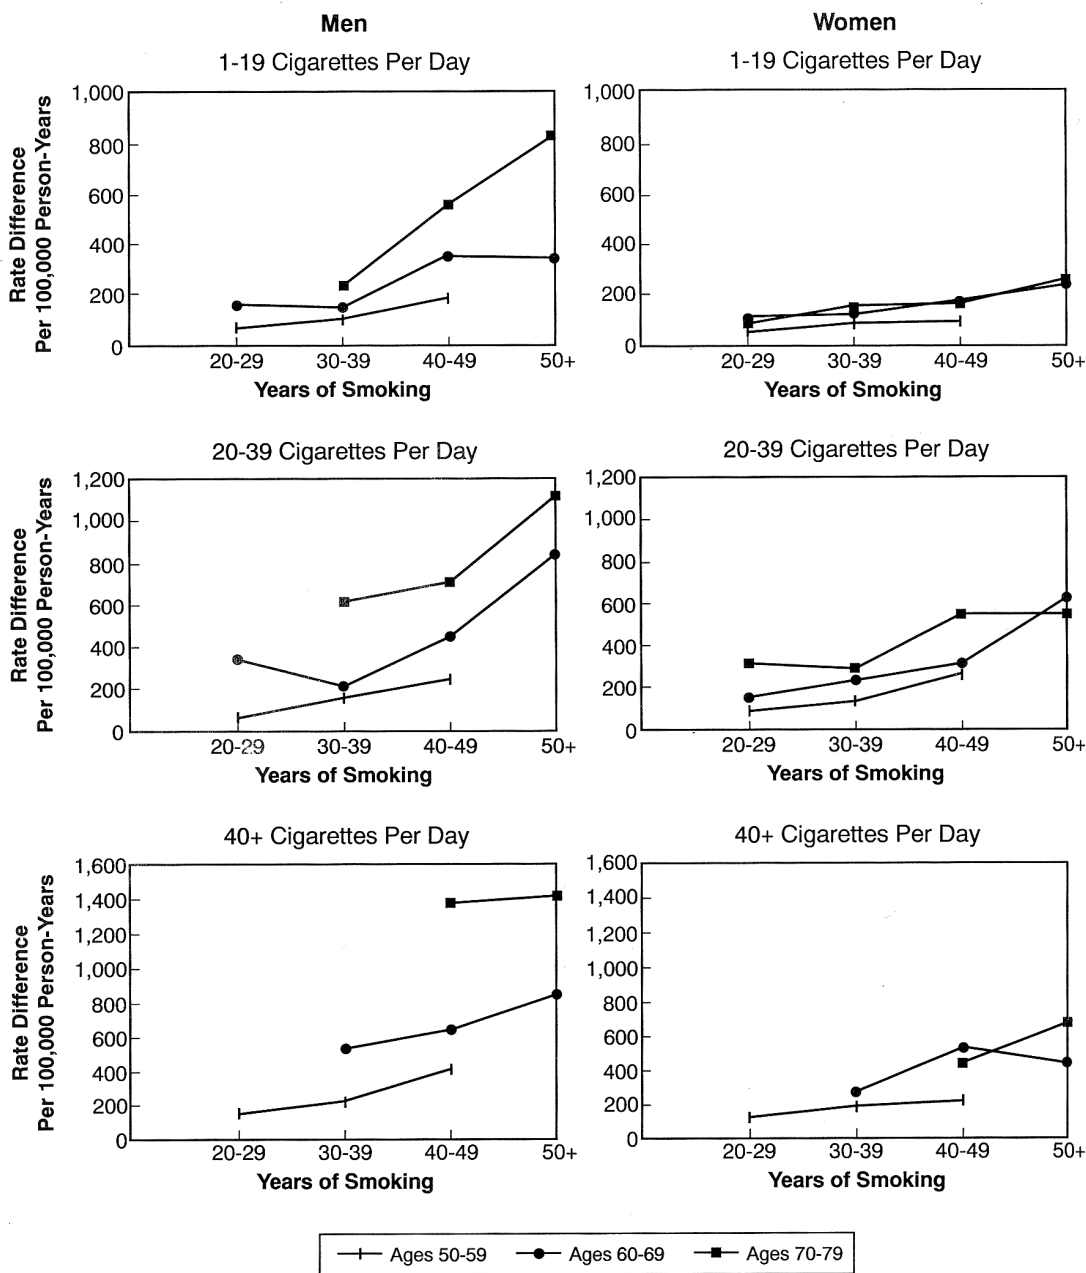 Men
Women
1-19 Cigarettes Per Day
1-19 Cigarettes Per Day
Rate Difference
Per 100,000 Person-Years
1,000
800
600
400
200
0
20-29 30-39 40-49 50+
Years of Smoking
1,000
800
600
400
200
0
20-29 30-39 40-49 50+
Years of Smoking
20-39 Cigarettes Per Day
20-39 Cigarettes Per Day
Rate Difference
Per 100,000 Person-Years
1,200
1,000
800
600
400
200
0
20-29 30-39 40-49 50+
Years of Smoking
1,200
1,000
800
600
400
200
0
20-29 30-39 40-49 50+
Years of Smoking
40+ Cigarettes Per Day
40+ Cigarettes Per Day
Rate Difference
Per 100,000 Person-Years
1,600
1,400
1,200
1,000
800
600
400
200
0
20-29 30-39 40-49 50+
Years of Smoking
1,600
1,400
1,200
1,000
800
600
400
200
0
20-29 30-39 40-49 50+
Years of Smoking
Ages 50-59 Ages 60-69 Ages 70-79